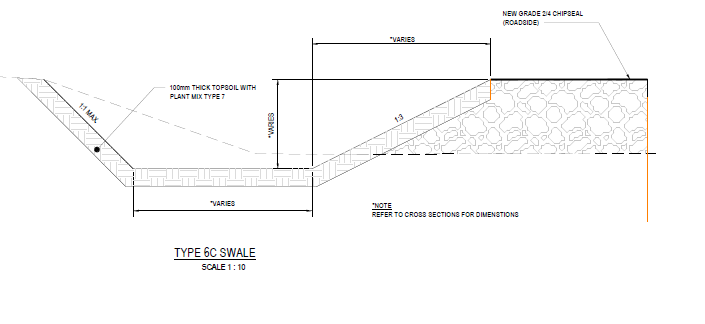 NEW GRADE 2/4 CHIPSEAL
(ROADSIDE)
*VARIES
100mm THICK TOPSOIL WITH
PLANT MIX TYPE 7
1:1 MAX.
*VARIES
1:3
*VARIES
*NOTE
REFER TO CROSS SECTIONS FOR DIMENSTIONS
TYPE 6C SWALE
SCALE 1 : 10